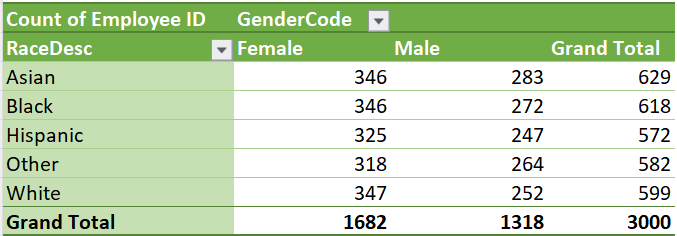 Count of Employee ID GenderCode
RaceDesc Female Male Grand Total
Asian 346 283 629
Black 346 272 618
Hispanic 325 247 572
Other 318 264 582
White 347 252 599
Grand Total 1682 1318 3000